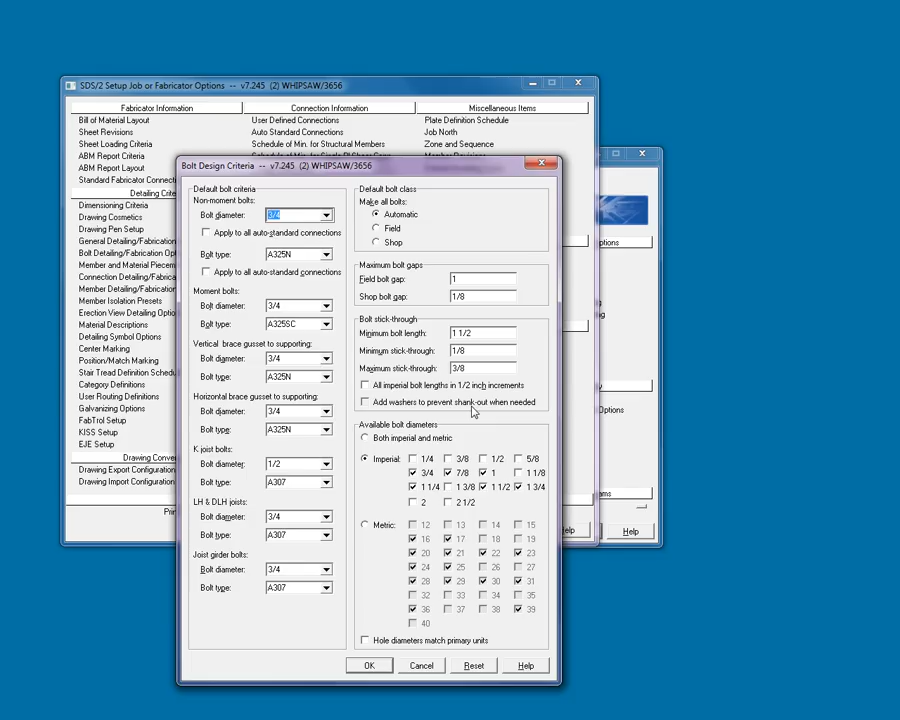 SDS/2 Setup Job or Fabricator Options -- v7.245 (2) WHIPSAW/3656
Fabricator Information
Connection Information
Miscellaneous Items
Bill of Material Layout
Sheet Revisions
Sheet Loading Criteria
ABM Report Criteria
ABM Report Layout
Standard Fabricator Connec
User Defined Connections
Auto Standard Connections
Schedule of Min. for Structural Members
Plate Definition Schedule
Job North
Zone and Sequence
Detailing Crite
Dimensioning Criteria
Drawing Cosmetics
Drawing Pen Setup
General Detailing/Fabrication
Bolt Detailing/Fabrication Opt
Member and Material Piecem
Connection Detailing/Fabrica
Member Detailing/Fabrication
Member Isolation Presets
Erection View Detailing Option
Material Descriptions
Detailing Symbol Options
Center Marking
Position/Match Marking
Stair Tread Definition Schedu
Category Definitions
User Routing Definitions
Galvanizing Options
FabTrol Setup
KISS Setup
EJE Setup
Drawing Conve
Drawing Export Configuration
Drawing Import Configuration
Prin
elp
ptions
Options
ams
Help
Bolt Design Criteria -- v7.245 (2) WHIPSAW/3656
Default bolt criteria
Non-moment bolts:
Bolt diameter: 3/4
Apply to all auto-standard connections
Bolt type: A325N
Apply to all auto-standard connections
Moment bolts:
Bolt diameter: 3/4
Bolt type: A325SC
Vertical brace gusset to supporting:
Bolt diameter: 3/4
Bolt type: A325N
Horizontal brace gusset to supporting:
Bolt diameter: 3/4
Bolt type: A325N
K joist bolts:
Bolt diameter: 1/2
Bolt type: A307
LH & DLH joists:
Bolt diameter: 3/4
Bolt type: A307
Joist girder bolts:
Bolt diameter: 3/4
Bolt type: A307
Default bolt class
Make all bolts:
Automatic
Field
Shop
Maximum bolt gaps
Field bolt gap: 1
Shop bolt gap: 1/8
Bolt stick-through
Minimum bolt length: 1 1/2
Minimum stick-through: 1/8
Maximum stick-through: 3/8
All imperial bolt lengths in 1/2 inch increments
Add washers to prevent shank-out when needed
Available bolt diameters
Both imperial and metric
Imperial: 1/4 3/8 1/2 5/8
3/4 7/8 1 1 1/8
1 1/4 1 3/8 1 1/2 1 3/4
2 2 1/2
Metric: 12 13 14 15
16 17 18 19
20 21 22 23
24 25 26 27
28 29 30 31
32 33 34 35
36 37 38 39
40
Hole diameters match primary units
OK Cancel Reset Help